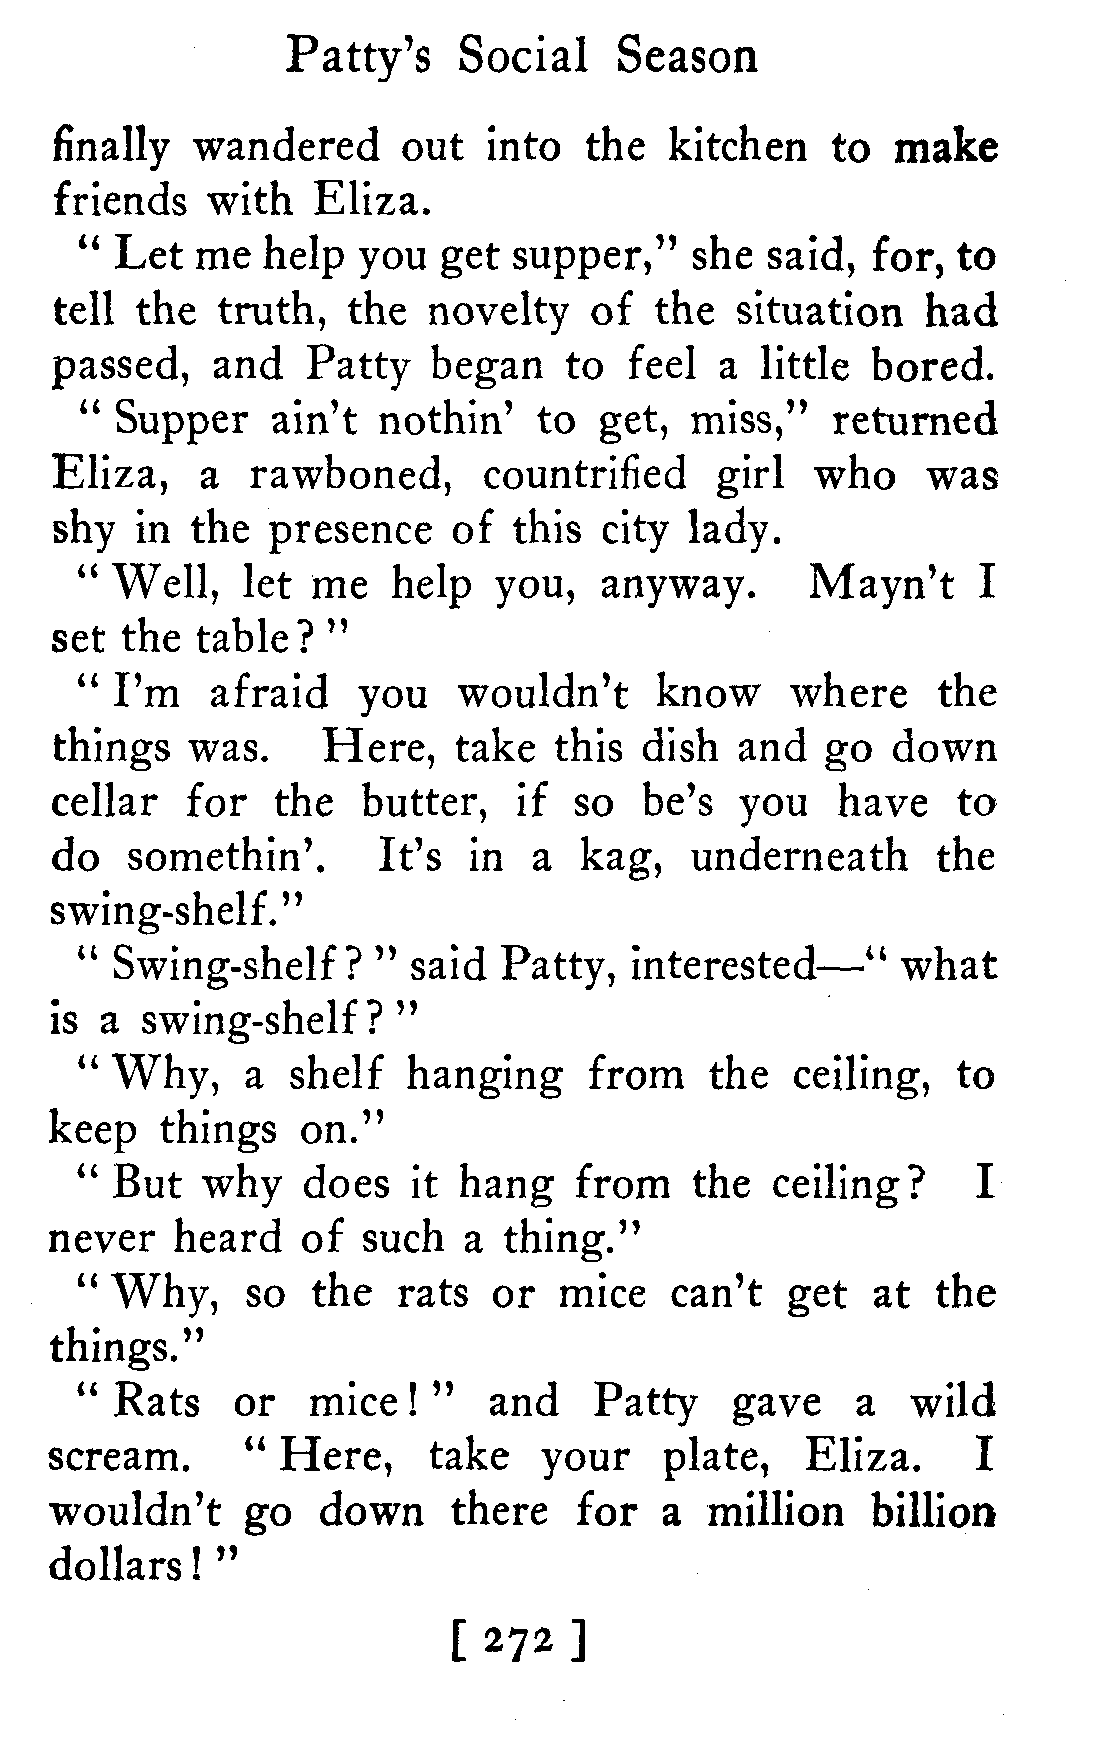 Patty's Social Season
finally wandered out into the kitchen to make
friends with Eliza.
“ Let me help you get supper,” she said, for, to
tell the truth, the novelty of the situation had
passed, and Patty began to feel a little bored.
“ Supper ain't nothin' to get, miss,” returned
Eliza, a rawboned, countrified girl who was
shy in the presence of this city lady.
“ Well, let me help you, anyway. Mayn't I
set the table? ”
“ I'm afraid you wouldn't know where the
things was. Here, take this dish and go down
cellar for the butter, if so be's you have to
do somethin'. It's in a kag, underneath the
swing-shelf.”
“ Swing-shelf? ” said Patty, interested—“ what
is a swing-shelf? ”
“ Why, a shelf hanging from the ceiling, to
keep things on.”
“ But why does it hang from the ceiling? I
never heard of such a thing.”
“ Why, so the rats or mice can't get at the
things.”
“ Rats or mice! ” and Patty gave a wild
scream. “ Here, take your plate, Eliza. I
wouldn't go down there for a million billion
dollars! ”
[ 272 ]